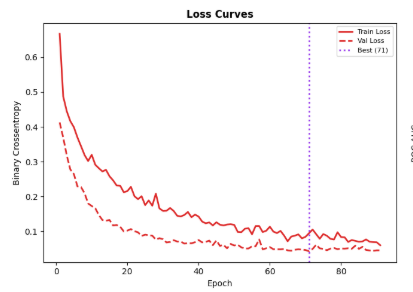 Loss Curves
Train Loss
Val Loss
Best (71)
Binary Crossentropy
0.6
0.5
0.4
0.3
0.2
0.1
0
20
40
60
80
Epoch